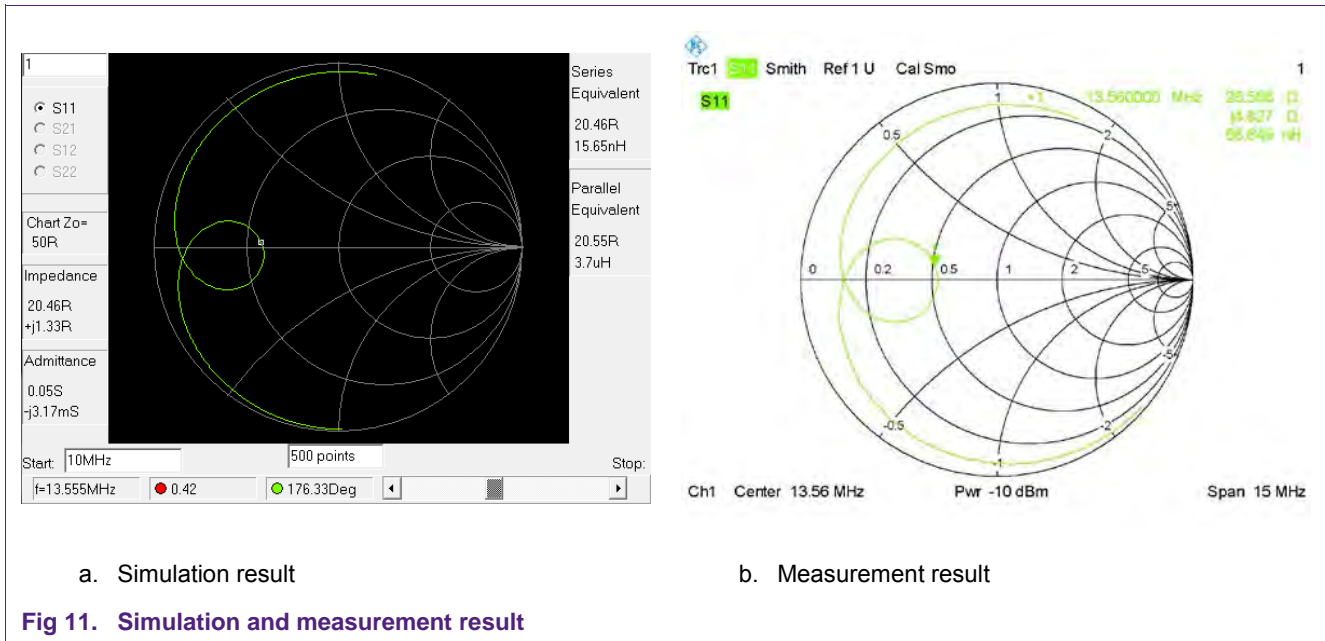 1
S11
S21
S12
S22
Chart Zo=
50R
Impedance
20.46R
+j1.33R
Admittance
0.05S
-j3.17mS
Series
Equivalent
20.46R
15.65nH
Parallel
Equivalent
20.55R
3.7uH
Start: 10MHz
500 points
Stop:
f=13.555MHz
0.42
176.33Deg
Trc1 S11 Smith Ref 1 U Cal Smo
1
S11
•1 13.560000 MHz
Ω
nH
0.5
1
2
5
0
0.2
0.5
1
2
5
-0.5
-1
-2
-5
Ch1 Center 13.56 MHz Pwr -10 dBm Span 15 MHz
a. Simulation result
b. Measurement result
Fig 11. Simulation and measurement result